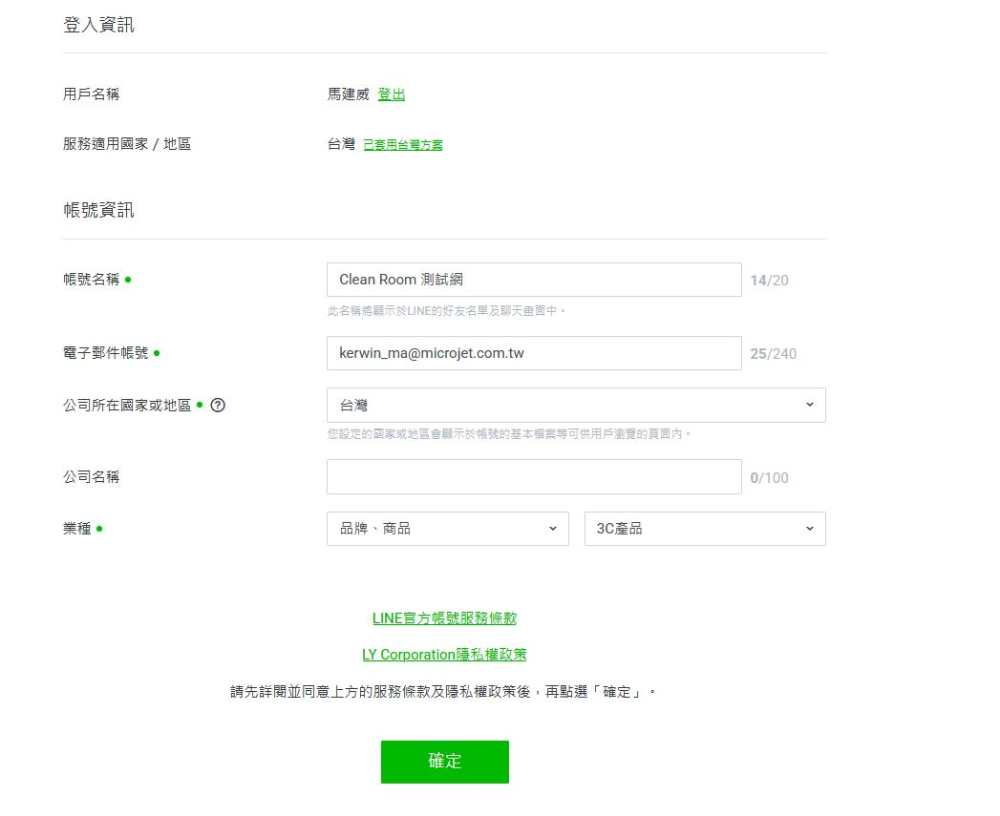 登入資訊
用戶名稱 馬建威 登出
服務適用國家 / 地區 台灣 已套用台灣方案
帳號資訊
帳號名稱 Clean Room 測試網 14/20
此名稱將顯示於LINE的好友名單及聊天畫面中。
電子郵件帳號 kerwin_ma@microjet.com.tw 25/240
公司所在國家或地區 ? 台灣
您設定的國家或地區會顯示於帳號的基本檔案等可供用戶瀏覽的頁面內。
公司名稱 0/100
業種 品牌、商品 3C產品
LINE官方帳號服務條款
LY Corporation隱私權政策
請先詳閱並同意上方的服務條款及隱私權政策後，再點選「確定」。
確定